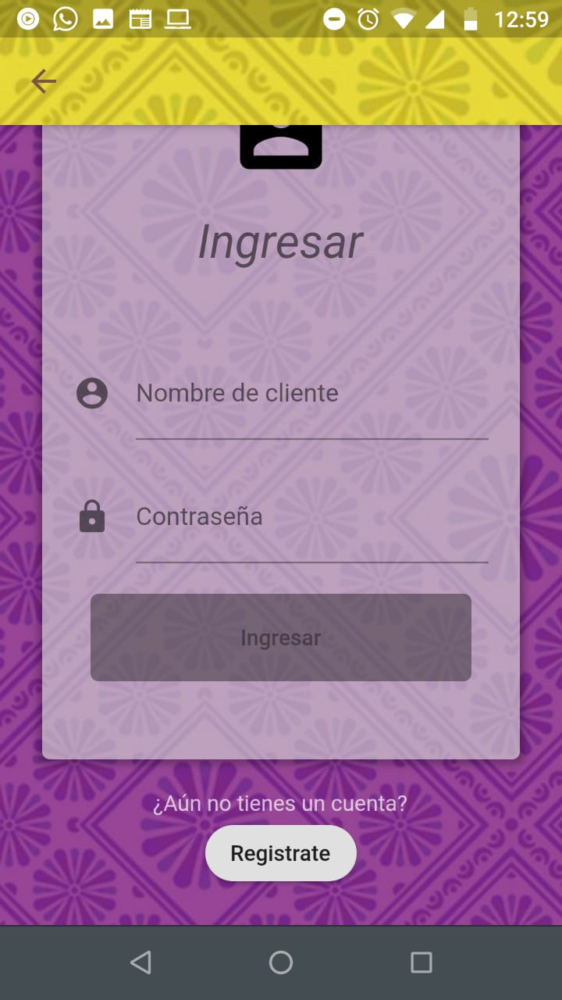 12:59
Ingresar
Nombre de cliente
Contraseña
Ingresar
¿Aún no tienes un cuenta?
Registrate